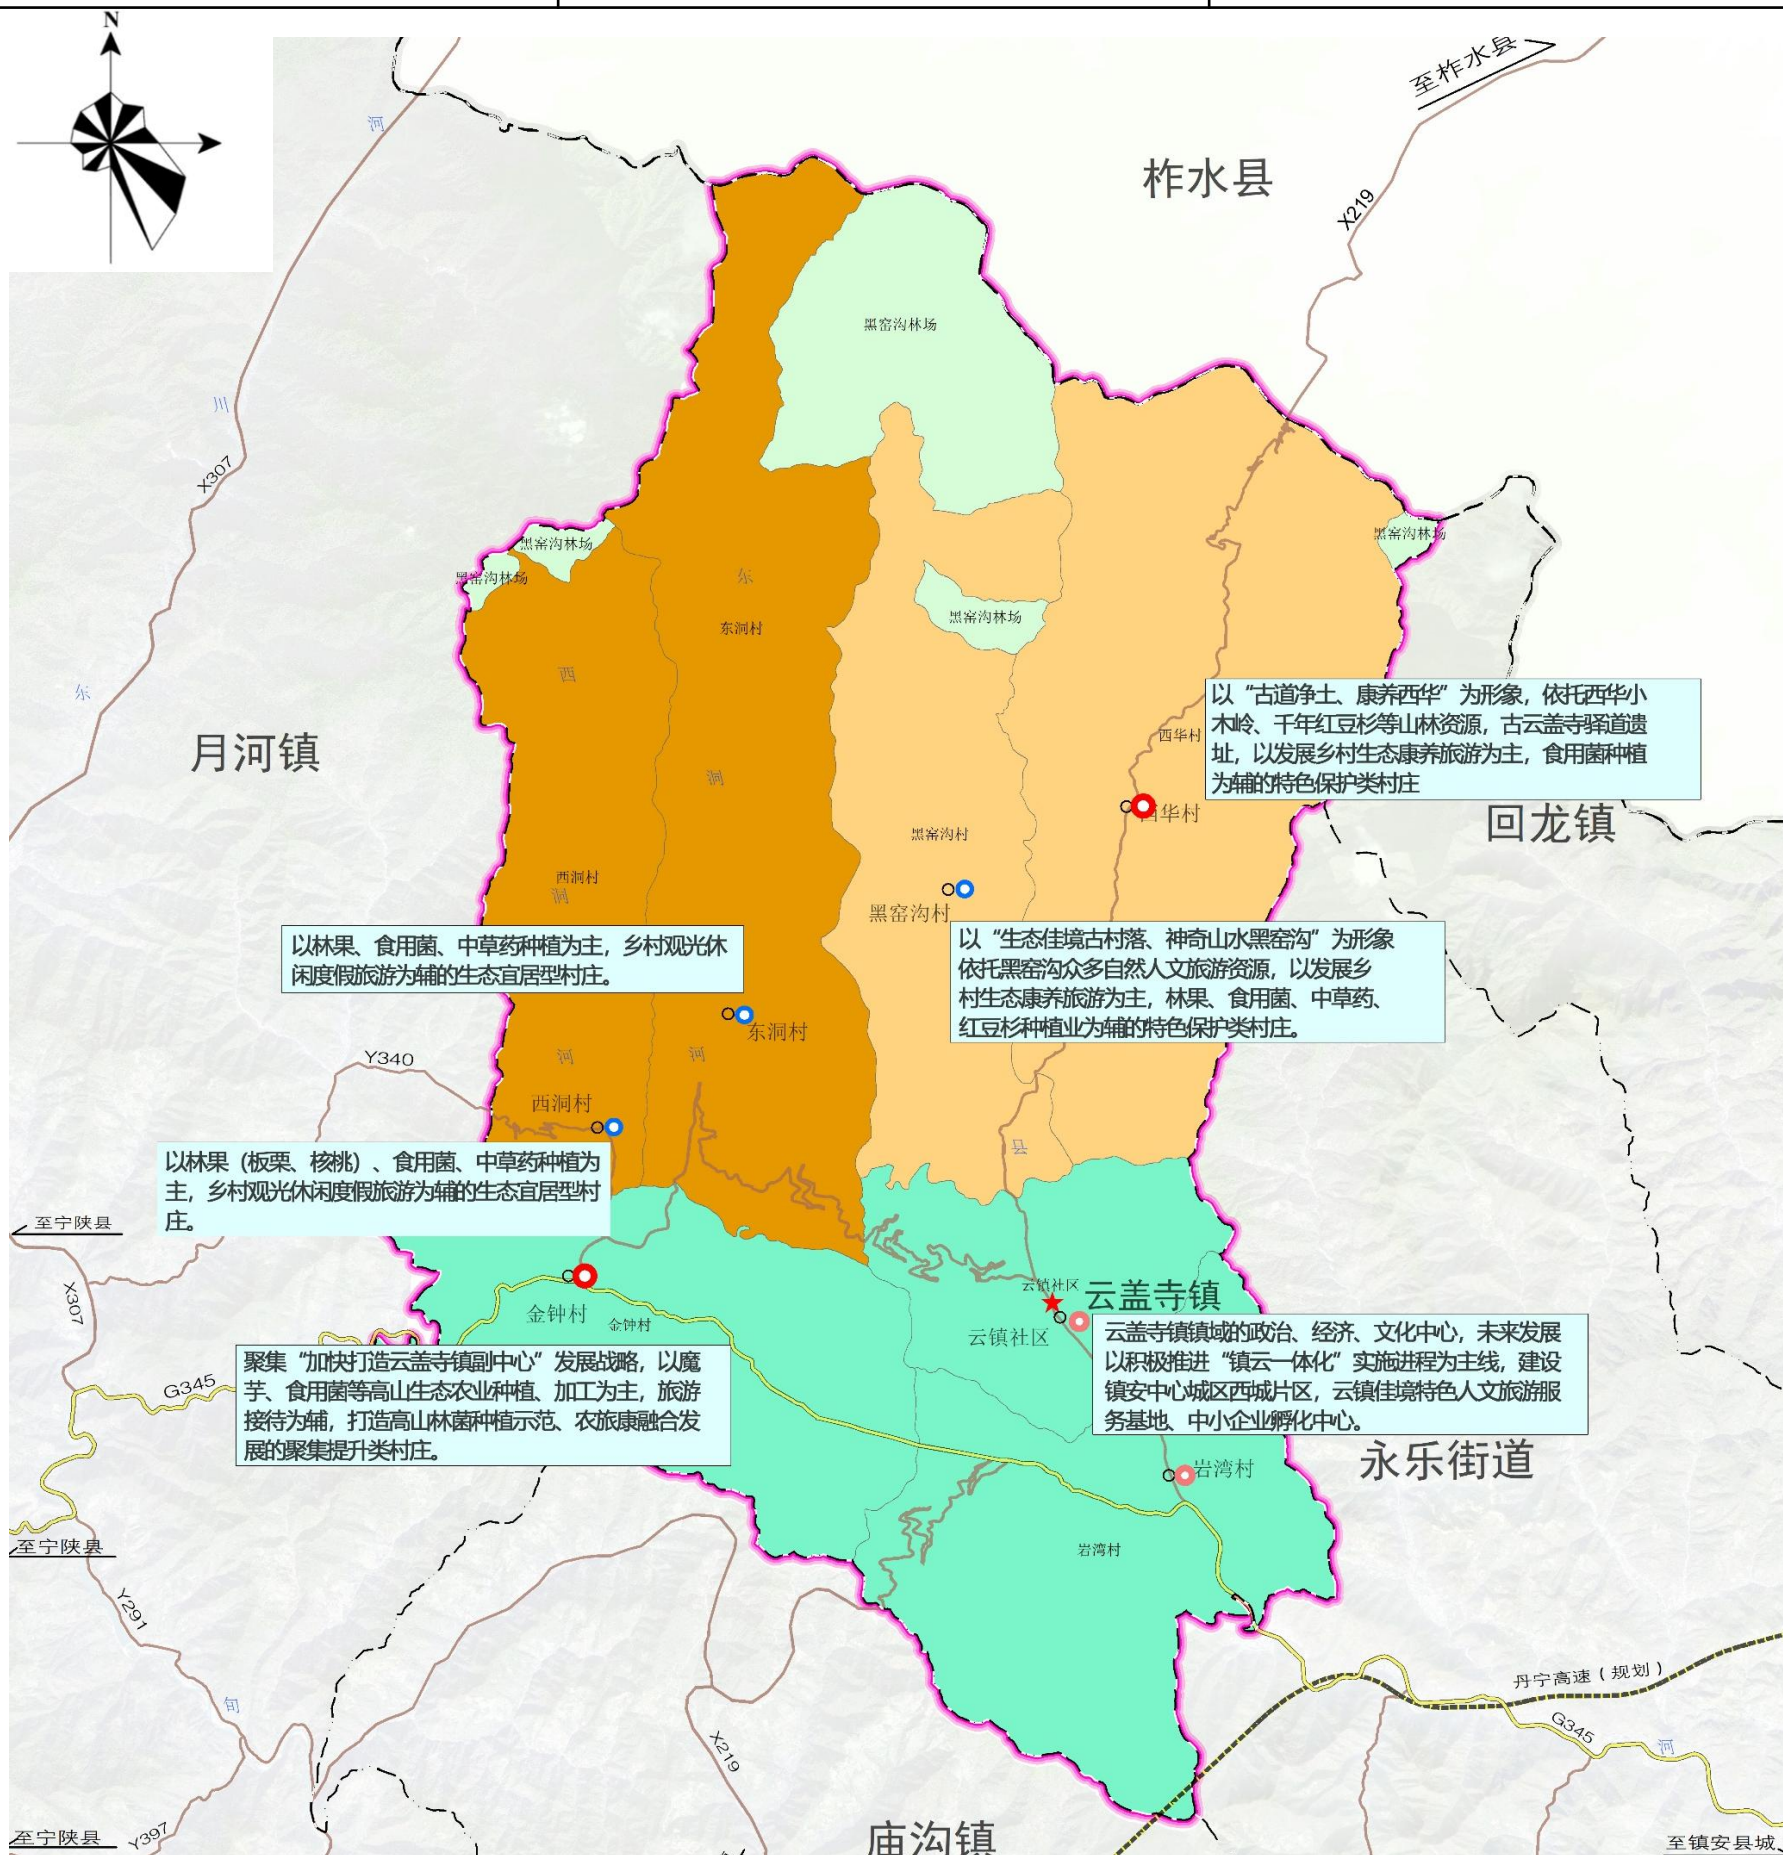 N
至柞水县
河
柞水县
X219
黑窑沟林场
川
X307
黑窑沟林场
黑窑沟林场
黑窑沟林场
东
黑窑沟林场
东洞村
西
东
以“古道净土、康养西华”为形象，依托西华小
木岭、千年红豆杉等山林资源，古云盖寺驿道遗
址，以发展乡村生态康养旅游为主，食用菌种植
为辅的特色保护类村庄
月河镇
西华村
洞
西华村
回龙镇
黑窑沟村
西洞村
洞
黑窑沟村
以林果、食用菌、中草药种植为主，乡村观光休
闲度假旅游为辅的生态宜居型村庄。
以“生态佳境古村落、神奇山水黑窑沟”为形象
依托黑窑沟众多自然人文旅游资源，以发展乡
村生态康养旅游为主，林果、食用菌、中草药、
红豆杉种植业为辅的特色保护类村庄。
东洞村
河
河
Y340
西洞村
县
以林果（板栗、核桃）、食用菌、中草药种植为
主，乡村观光休闲度假旅游为辅的生态宜居型村
庄。
至宁陕县
X307
云镇社区
云盖寺镇
金钟村
金钟村
云镇社区
云盖寺镇镇域的政治、经济、文化中心，未来发展
以积极推进“镇云一体化”实施进程为主线，建设
镇安中心城区西城片区，云镇佳境特色人文旅游服
务基地、中小企业孵化中心。
聚集“加快打造云盖寺镇副中心”发展战略，以魔
芋、食用菌等高山生态农业种植、加工为主，旅游
接待为辅，打造高山林菌种植示范、农旅康融合发
展的聚集提升类村庄。
G345
永乐街道
岩湾村
至宁陕县
岩湾村
Y291
丹宁高速（规划）
旬
G345
河
X219
至宁陕县
Y397
庙沟镇
至镇安县城